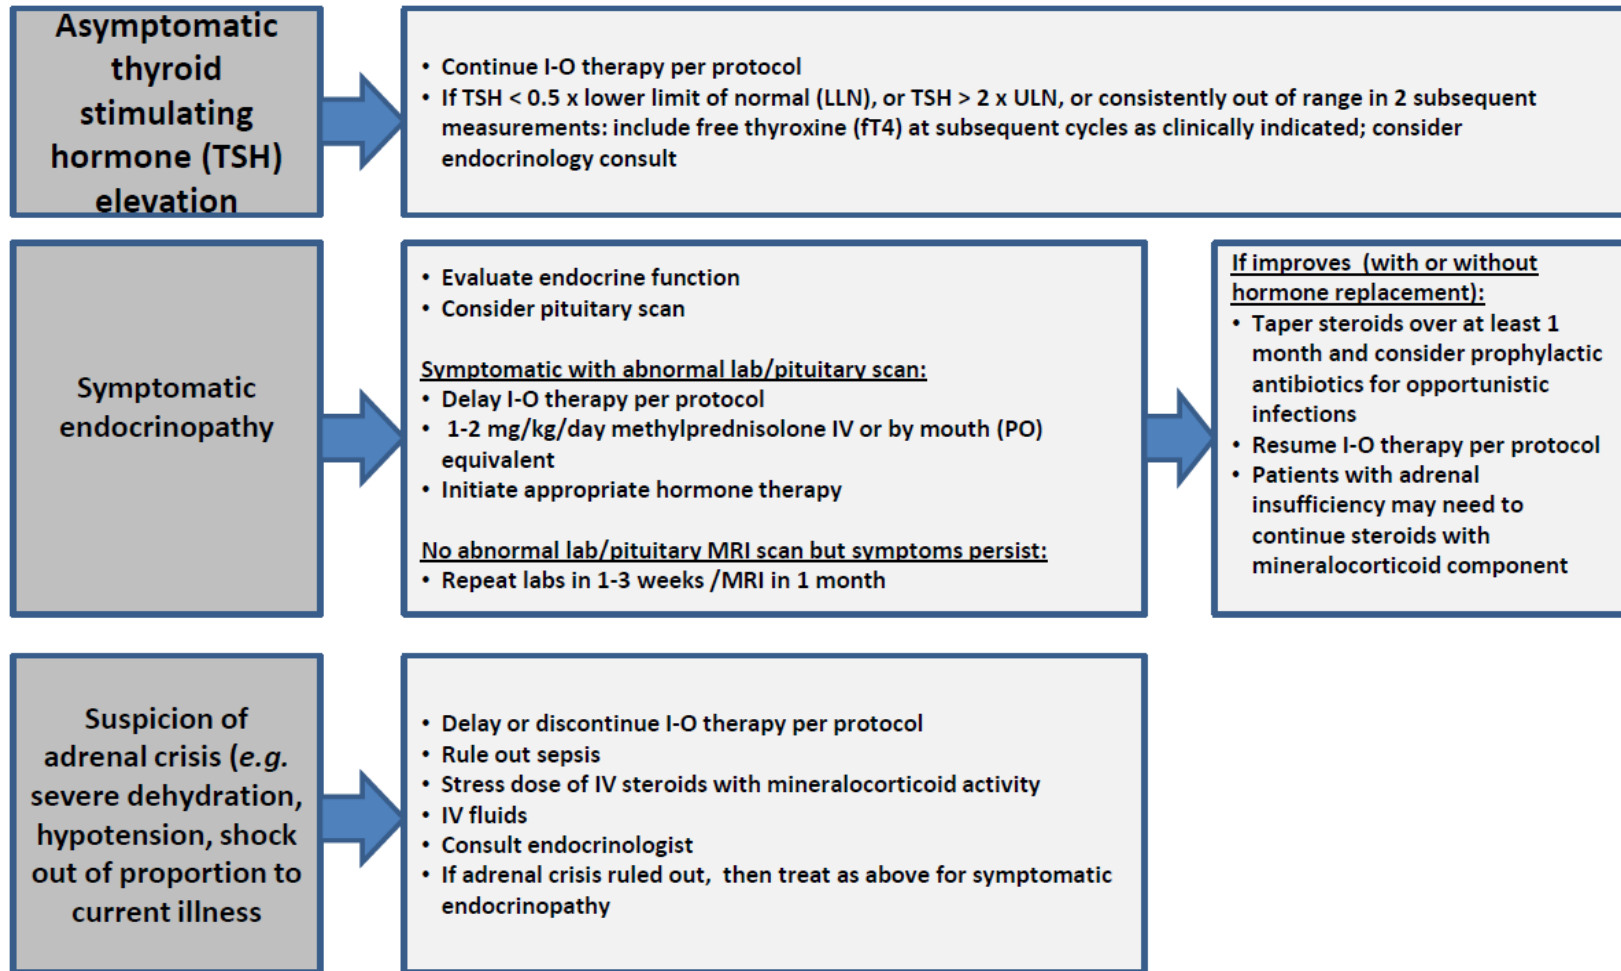 Asymptomatic
thyroid
stimulating
hormone (TSH)
elevation
• Continue I-O therapy per protocol
• If TSH < 0.5 x lower limit of normal (LLN), or TSH > 2 x ULN, or consistently out of range in 2 subsequent
measurements: include free thyroxine (fT4) at subsequent cycles as clinically indicated; consider
endocrinology consult
Symptomatic
endocrinopathy
• Evaluate endocrine function
• Consider pituitary scan
Symptomatic with abnormal lab/pituitary scan:
• Delay I-O therapy per protocol
• 1-2 mg/kg/day methylprednisolone IV or by mouth (PO)
equivalent
• Initiate appropriate hormone therapy
No abnormal lab/pituitary MRI scan but symptoms persist:
• Repeat labs in 1-3 weeks /MRI in 1 month
If improves (with or without
hormone replacement):
• Taper steroids over at least 1
month and consider prophylactic
antibiotics for opportunistic
infections
• Resume I-O therapy per protocol
• Patients with adrenal
insufficiency may need to
continue steroids with
mineralocorticoid component
Suspicion of
adrenal crisis (e.g.
severe dehydration,
hypotension, shock
out of proportion to
current illness
• Delay or discontinue I-O therapy per protocol
• Rule out sepsis
• Stress dose of IV steroids with mineralocorticoid activity
• IV fluids
• Consult endocrinologist
• If adrenal crisis ruled out, then treat as above for symptomatic
endocrinopathy